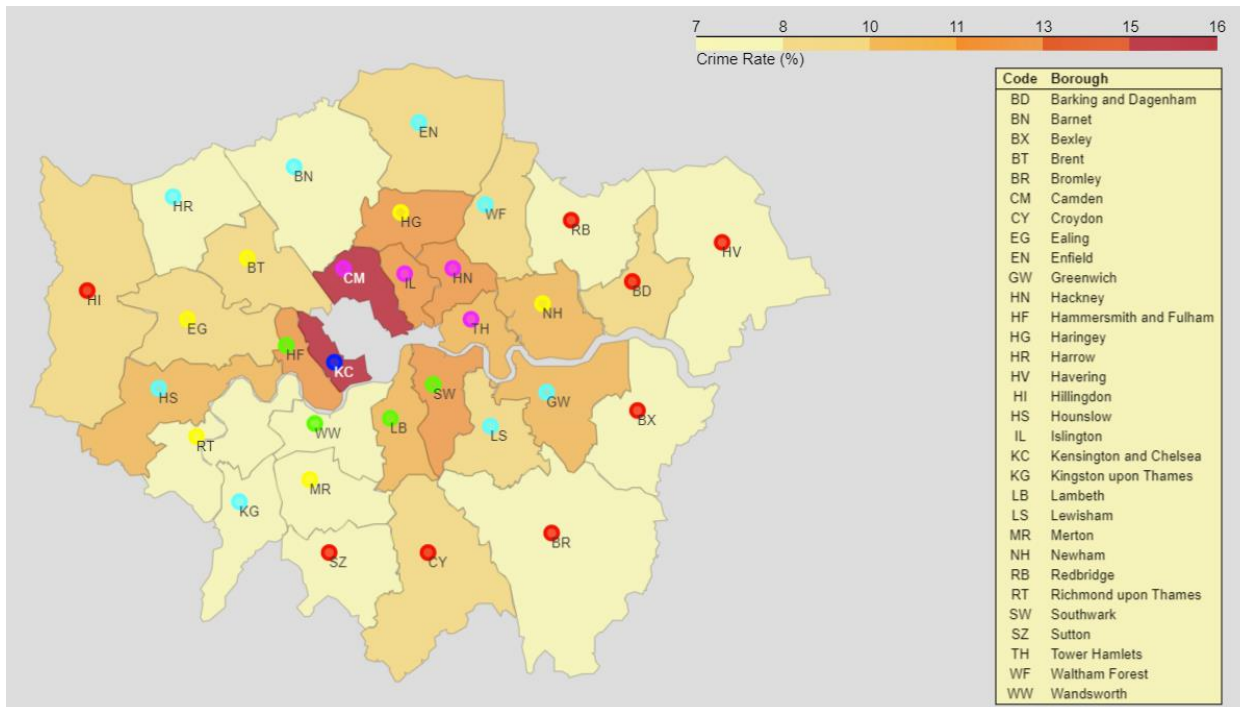 7 8 10 11 13 15 16
Crime Rate (%)
Code Borough
BD Barking and Dagenham
BN Barnet
BX Bexley
BT Brent
BR Bromley
CM Camden
CY Croydon
EG Ealing
EN Enfield
GW Greenwich
HN Hackney
HF Hammersmith and Fulham
HG Haringey
HR Harrow
HV Havering
HI Hillingdon
HS Hounslow
IL Islington
KC Kensington and Chelsea
KG Kingston upon Thames
LB Lambeth
LS Lewisham
MR Merton
NH Newham
RB Redbridge
RT Richmond upon Thames
SW Southwark
SZ Sutton
TH Tower Hamlets
WF Waltham Forest
WW Wandsworth
EN
BN
HR
WF
HG
RB
HV
BT
CM
IL
HN
BD
HI
NH
EG
TH
HF
KC
HS
SW
GW
BX
LB
WW
LS
RT
MR
KG
BR
SZ
CY